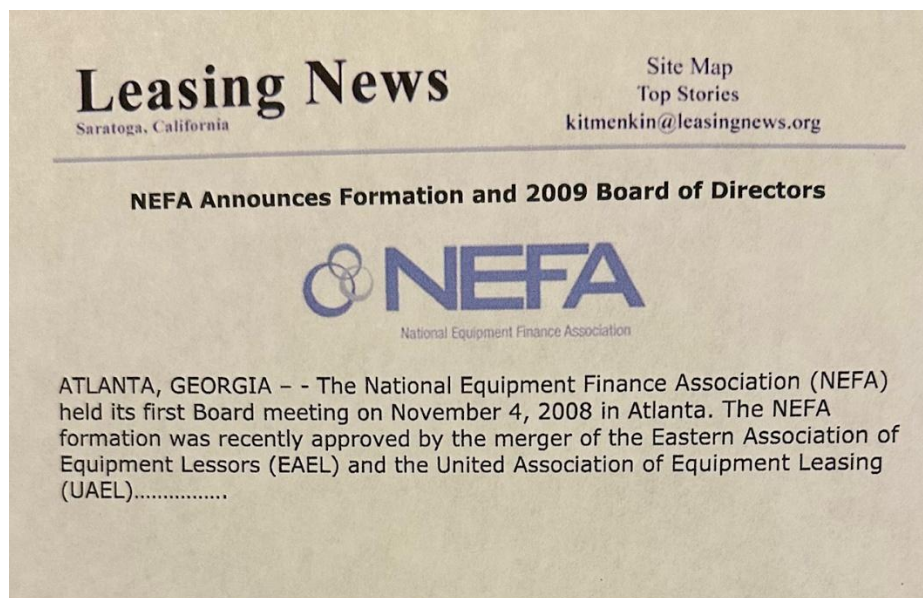 Leasing News
Saratoga, California
Site Map
Top Stories
kitmenkin@leasingnews.org
NEFA Announces Formation and 2009 Board of Directors
NEFA
National Equipment Finance Association
ATLANTA, GEORGIA – - The National Equipment Finance Association (NEFA)
held its first Board meeting on November 4, 2008 in Atlanta. The NEFA
formation was recently approved by the merger of the Eastern Association of
Equipment Lessors (EAEL) and the United Association of Equipment Leasing
(UAEL)................